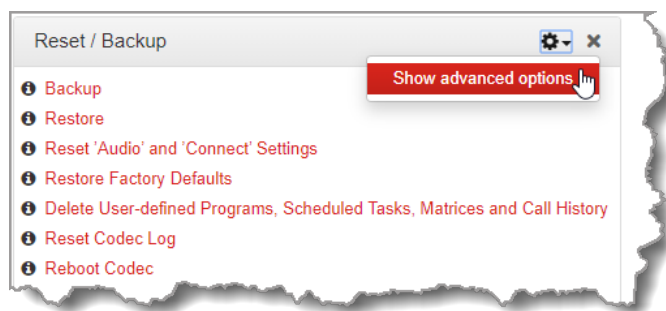 Reset / Backup
Show advanced options
Backup
Restore
Reset 'Audio' and 'Connect' Settings
Restore Factory Defaults
Delete User-defined Programs, Scheduled Tasks, Matrices and Call History
Reset Codec Log
Reboot Codec